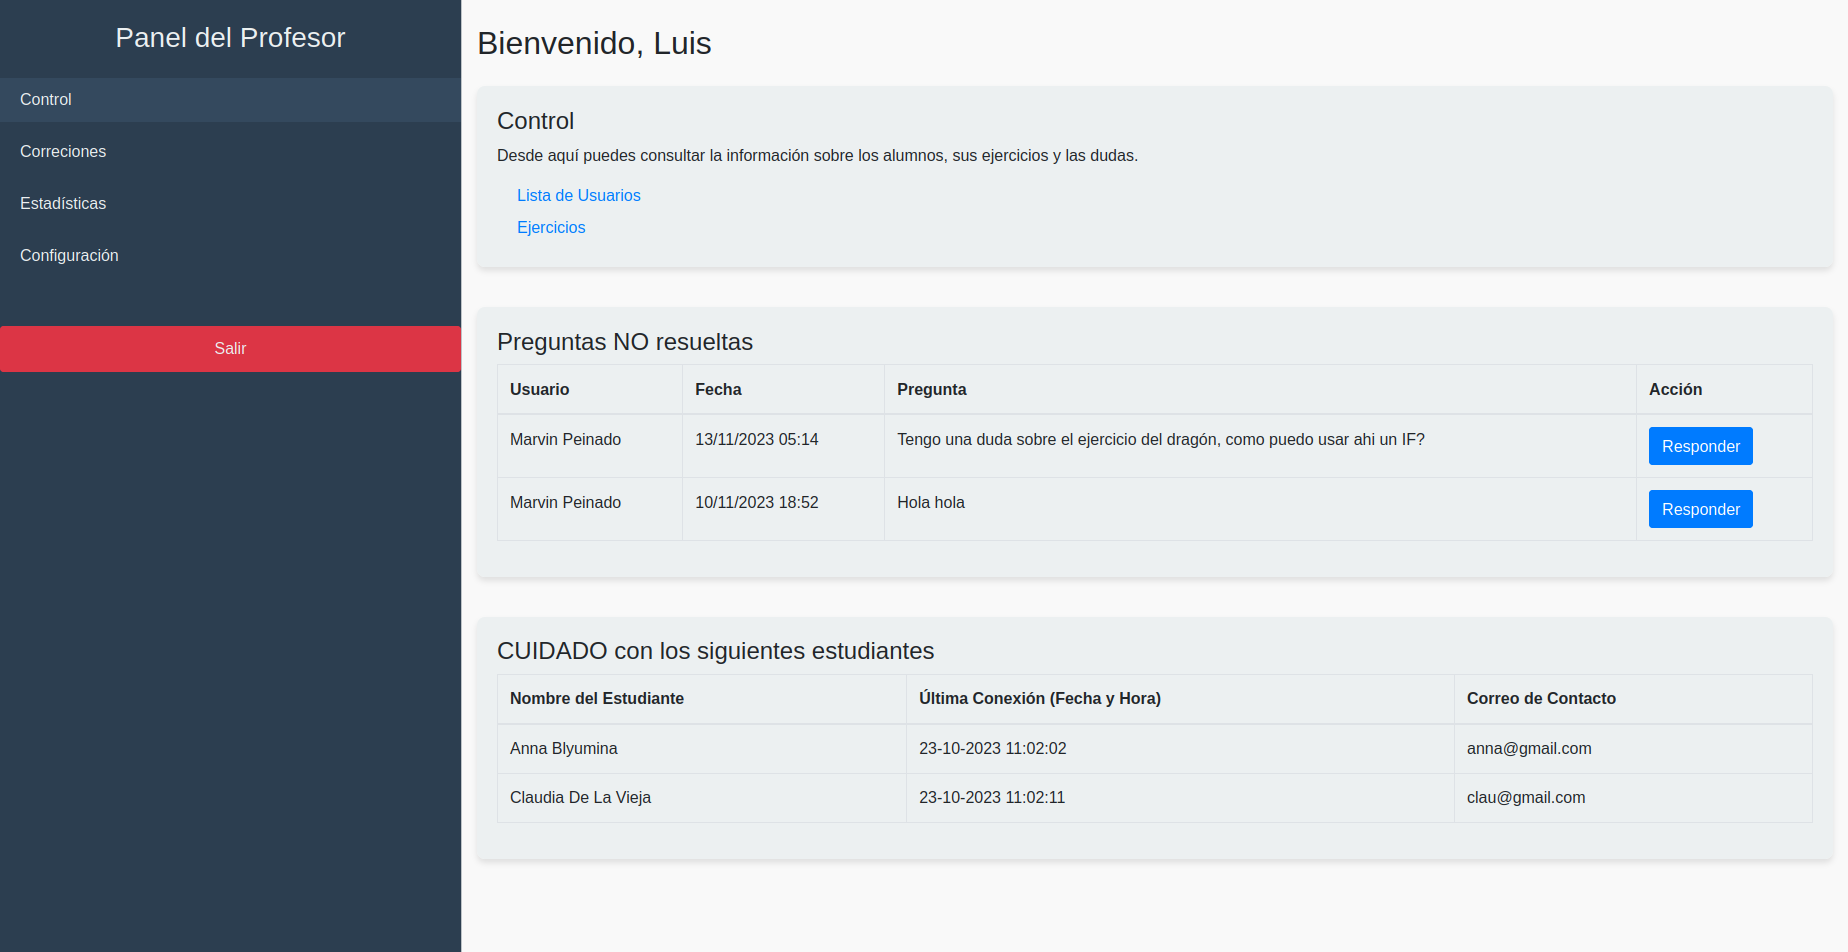 Panel del Profesor
Control
Correciones
Estadísticas
Configuración
Salir
Bienvenido, Luis
Control
Desde aquí puedes consultar la información sobre los alumnos, sus ejercicios y las dudas.
Lista de Usuarios
Ejercicios
Preguntas NO resueltas
Usuario Fecha Pregunta Acción
Marvin Peinado 13/11/2023 05:14 Tengo una duda sobre el ejercicio del dragón, como puedo usar ahi un IF? Responder
Marvin Peinado 10/11/2023 18:52 Hola hola Responder
CUIDADO con los siguientes estudiantes
Nombre del Estudiante Última Conexión (Fecha y Hora) Correo de Contacto
Anna Blyumina 23-10-2023 11:02:02 anna@gmail.com
Claudia De La Vieja 23-10-2023 11:02:11 clau@gmail.com